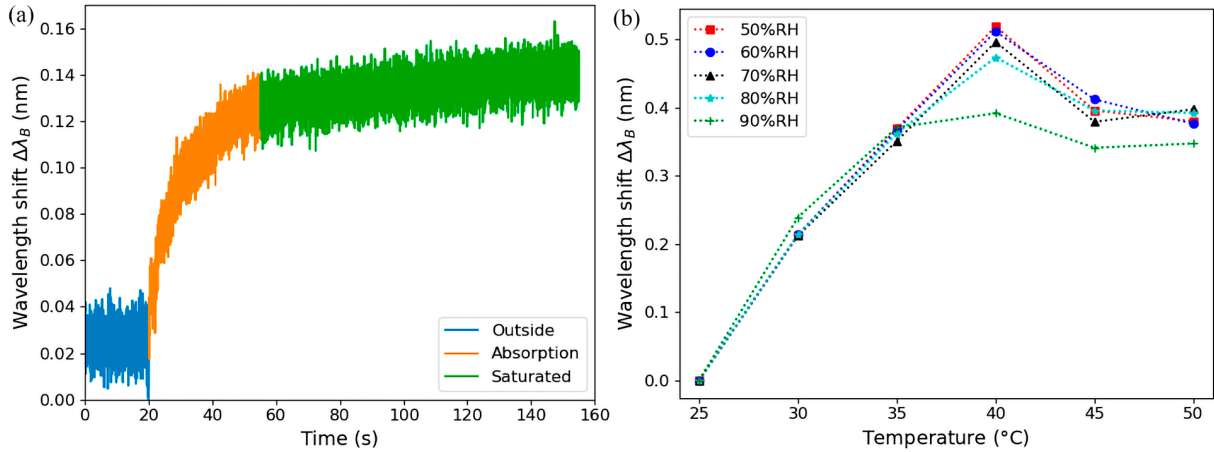 (a)
Wavelength shift Δλ_B (nm)
0.16
0.14
0.12
0.10
0.08
0.06
0.04
0.02
0.00
0 20 40 60 80 100 120 140 160
Time (s)
Outside
Absorption
Saturated
(b)
Wavelength shift Δλ_B (nm)
0.5
0.4
0.3
0.2
0.1
0.0
25 30 35 40 45 50
Temperature (°C)
50%RH
60%RH
70%RH
80%RH
90%RH